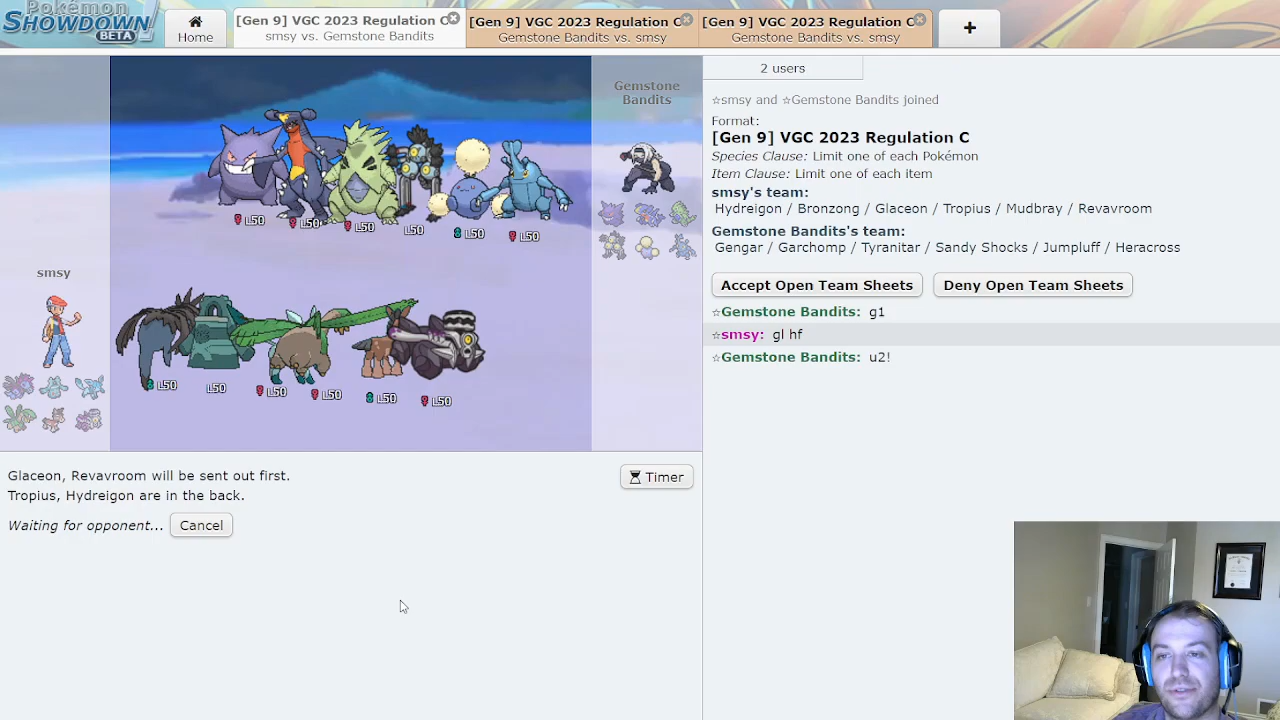 Pokémon
SHOWDOWN
BETA
Home
[Gen 9] VGC 2023 Regulation C
smsy vs. Gemstone Bandits
[Gen 9] VGC 2023 Regulation C
Gemstone Bandits vs. smsy
[Gen 9] VGC 2023 Regulation C
Gemstone Bandits vs. smsy
+
2 users
Gemstone
Bandits
☆smsy and ☆Gemstone Bandits joined
Format:
[Gen 9] VGC 2023 Regulation C
Species Clause: Limit one of each Pokémon
Item Clause: Limit one of each item
smsy's team:
Hydreigon / Bronzong / Glaceon / Tropius / Mudbray / Revavroom
Gemstone Bandits's team:
Gengar / Garchomp / Tyranitar / Sandy Shocks / Jumpluff / Heracross
Accept Open Team Sheets
Deny Open Team Sheets
☆Gemstone Bandits: g1
☆smsy: gl hf
☆Gemstone Bandits: u2!
L50
L50
L50
L50
L50
L50
smsy
L50
L50
L50
L50
L50
L50
Glaceon, Revavroom will be sent out first.
Tropius, Hydreigon are in the back.
Waiting for opponent... Cancel
Timer